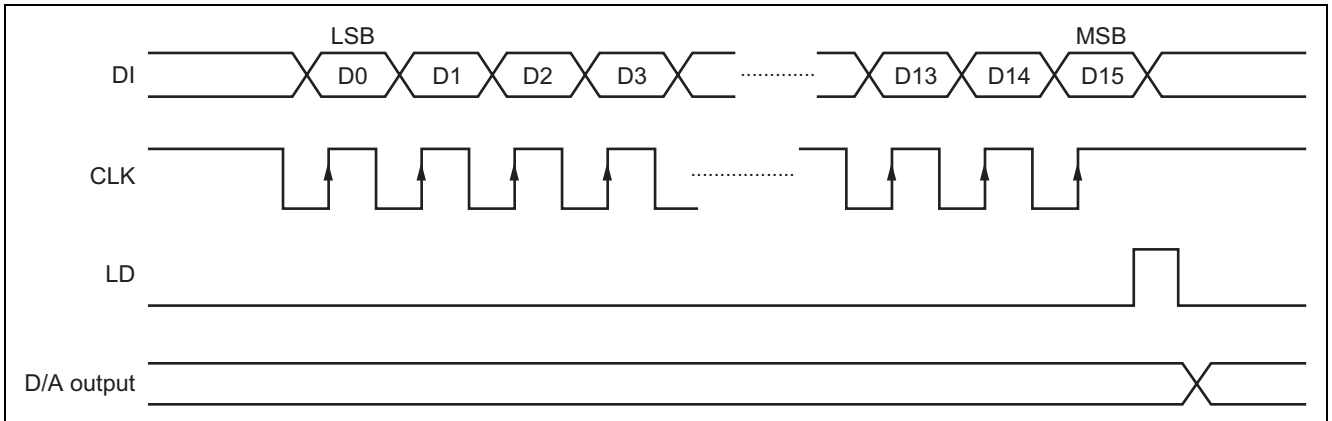 LSB MSB
DI D0 D1 D2 D3 D13 D14 D15
CLK
LD
D/A output